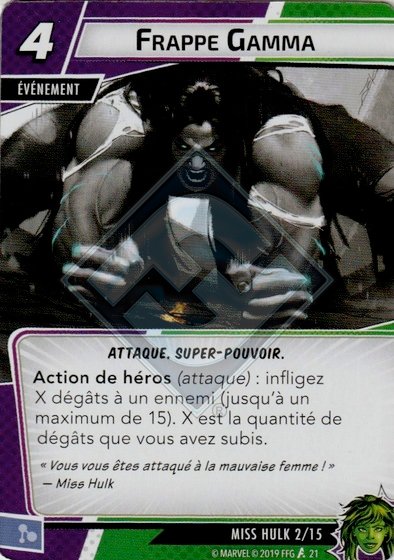 4
FRAPPE GAMMA
ÉVÉNEMENT
ATTAQUE. SUPER-POUVOIR.
Action de héros (attaque) : infligez
X dégâts à un ennemi (jusqu'à un
maximum de 15). X est la quantité de
dégâts que vous avez subis.
« Vous vous êtes attaqué à la mauvaise femme ! »
— Miss Hulk
MISS HULK 2/15
© MARVEL © 2019 FFG 21